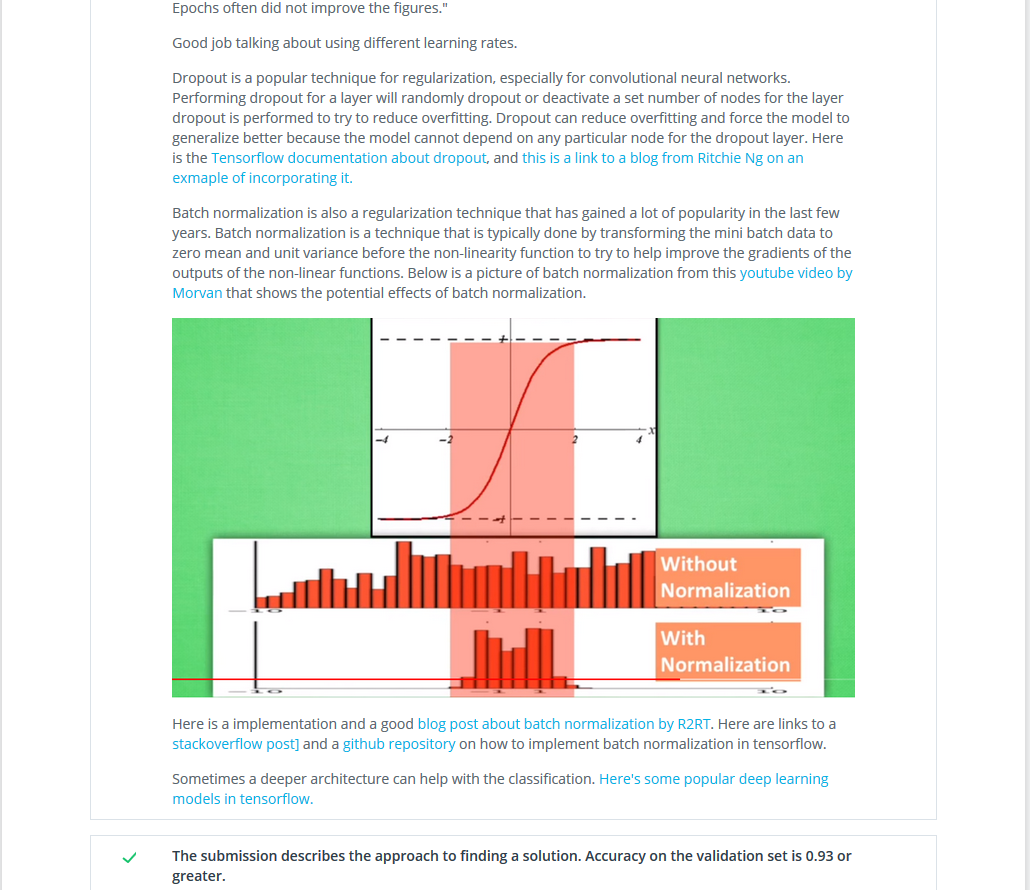 Epochs often did not improve the figures."
Good job talking about using different learning rates.
Dropout is a popular technique for regularization, especially for convolutional neural networks.
Performing dropout for a layer will randomly dropout or deactivate a set number of nodes for the layer
dropout is performed to try to reduce overfitting. Dropout can reduce overfitting and force the model to
generalize better because the model cannot depend on any particular node for the dropout layer. Here
is the Tensorflow documentation about dropout, and this is a link to a blog from Ritchie Ng on an
exmaple of incorporating it.
Batch normalization is also a regularization technique that has gained a lot of popularity in the last few
years. Batch normalization is a technique that is typically done by transforming the mini batch data to
zero mean and unit variance before the non-linearity function to try to help improve the gradients of the
outputs of the non-linear functions. Below is a picture of batch normalization from this youtube video by
Morvan that shows the potential effects of batch normalization.
1
-4 -2 2 4 x
-1
Without
Normalization
-10 -1 1 10
With
Normalization
-10 -1 1 10
Here is a implementation and a good blog post about batch normalization by R2RT. Here are links to a
stackoverflow post] and a github repository on how to implement batch normalization in tensorflow.
Sometimes a deeper architecture can help with the classification. Here's some popular deep learning
models in tensorflow.
The submission describes the approach to finding a solution. Accuracy on the validation set is 0.93 or
greater.